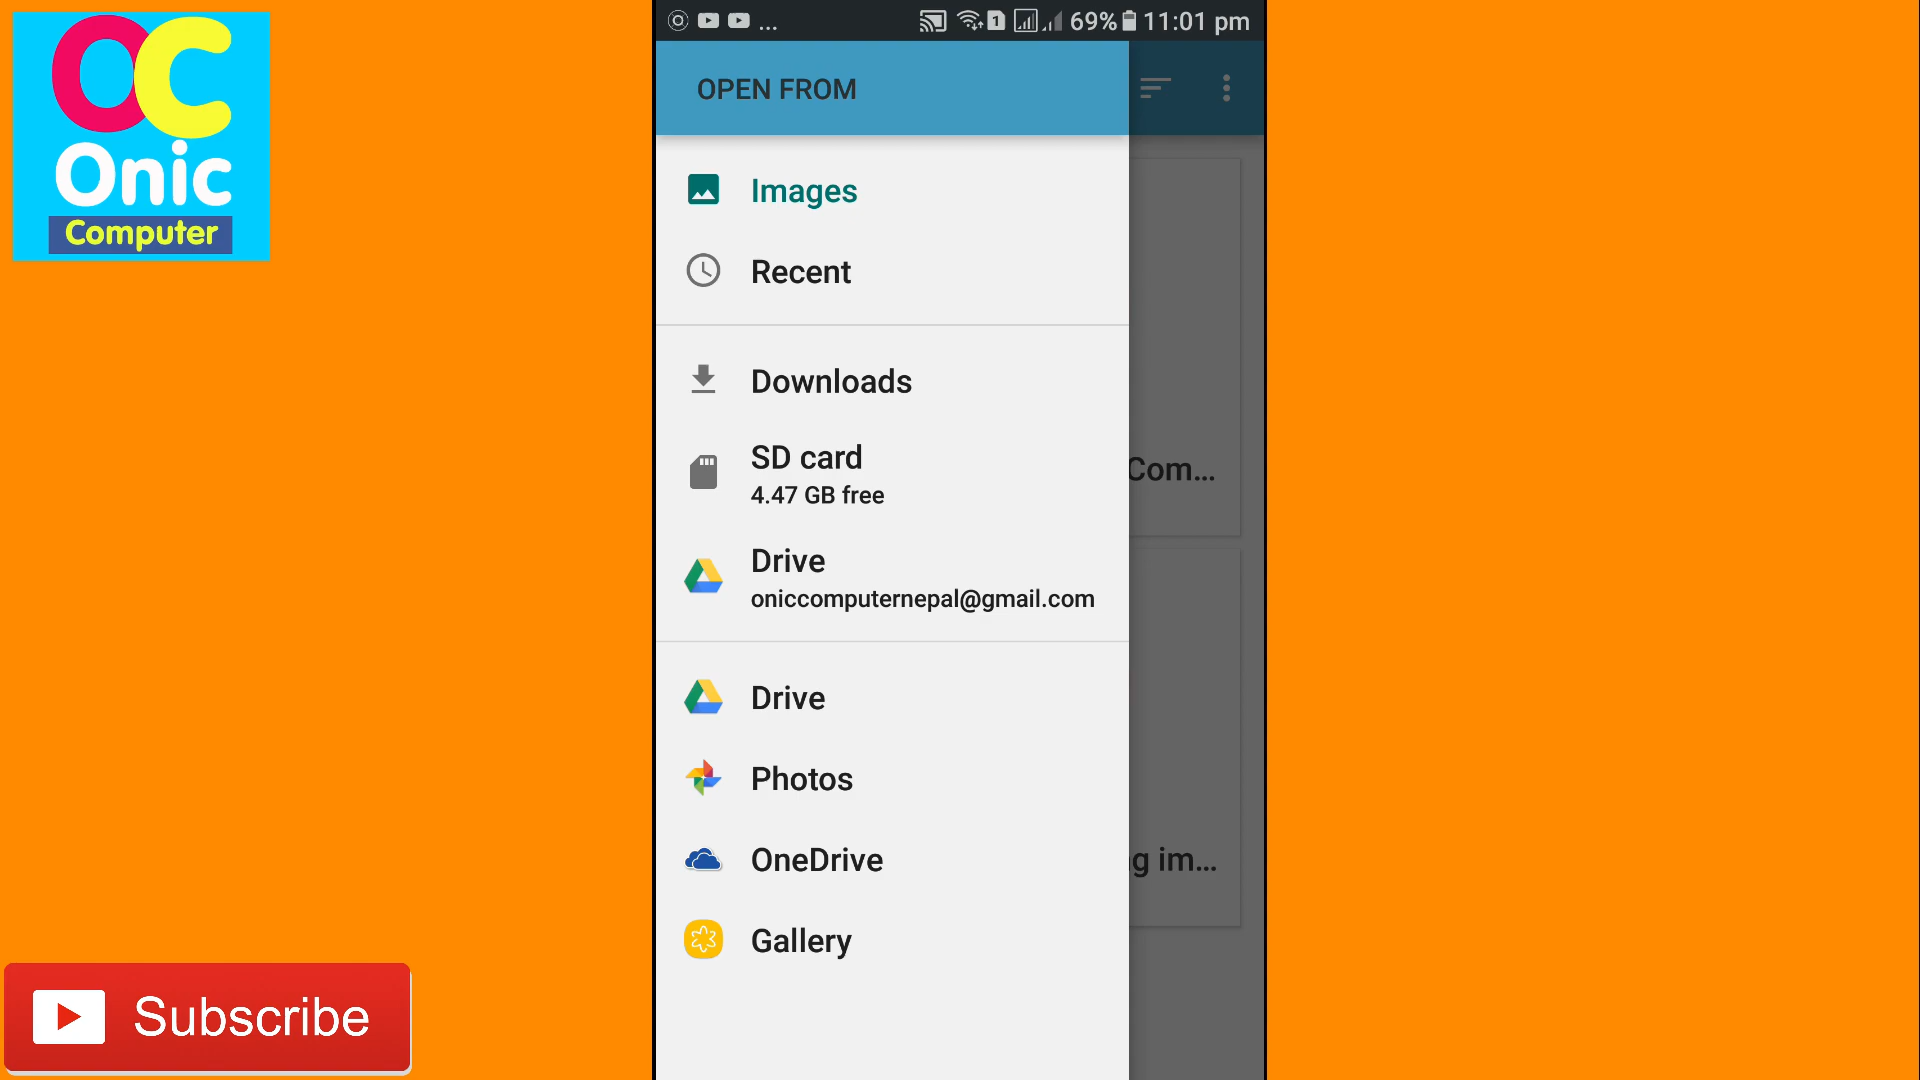 OC
Onic
Computer
... 1 69% 11:01 pm
OPEN FROM
Images
Recent
Downloads
SD card
4.47 GB free
Drive
oniccomputernepal@gmail.com
Drive
Photos
OneDrive
Gallery
Com...
g im...
Subscribe